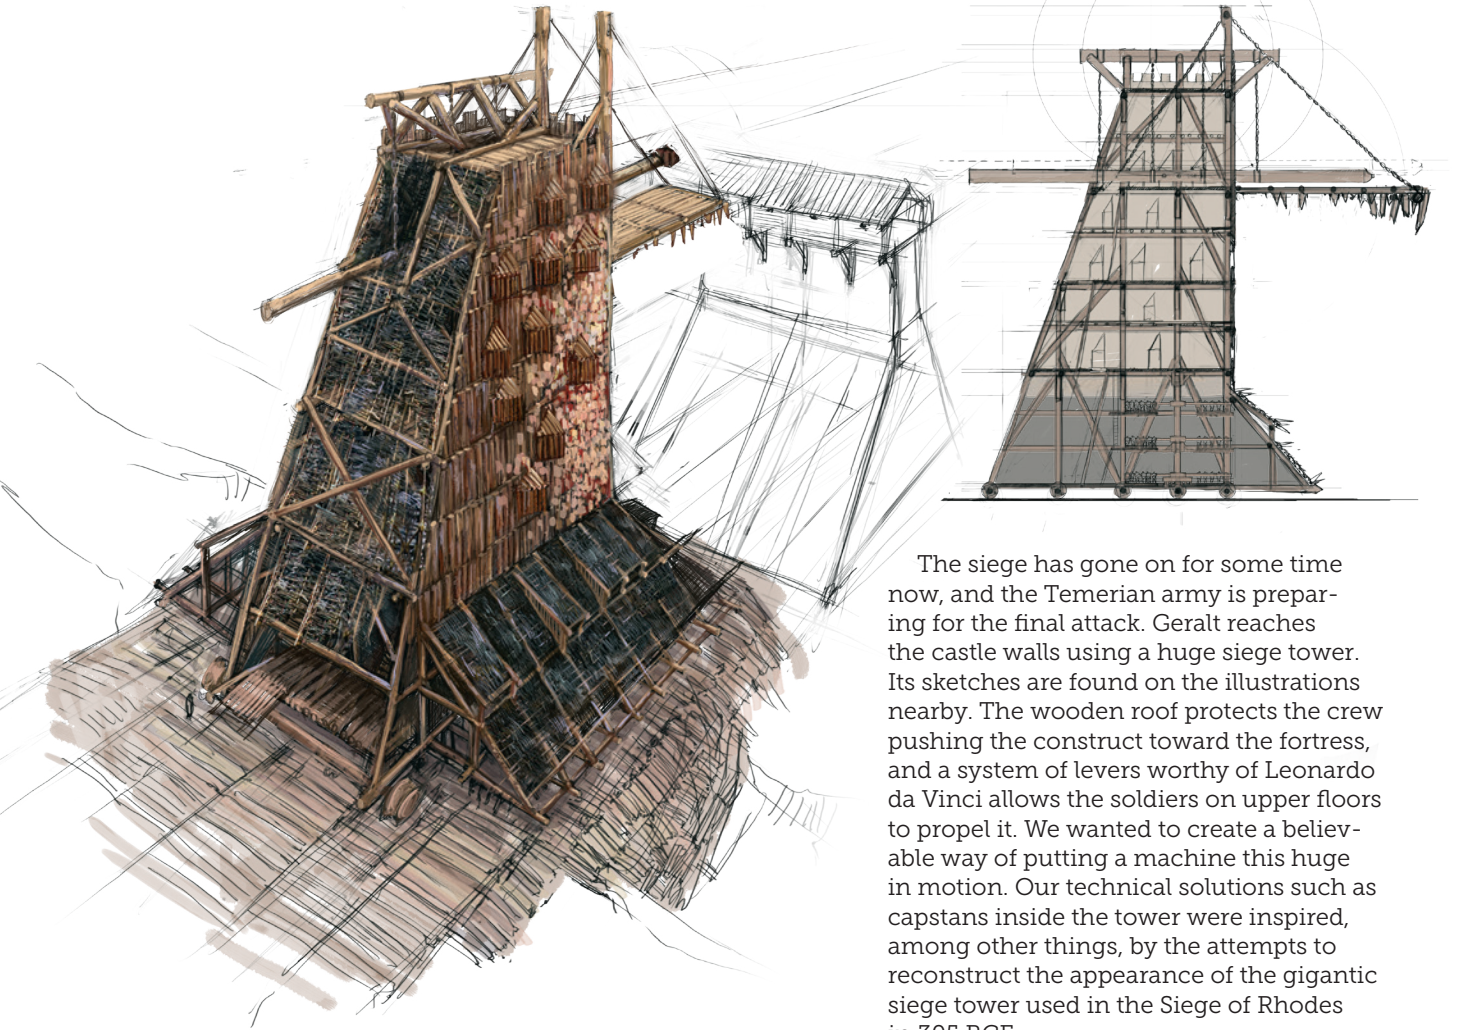 The siege has gone on for some time
now, and the Temerian army is prepar-
ing for the final attack. Geralt reaches
the castle walls using a huge siege tower.
Its sketches are found on the illustrations
nearby. The wooden roof protects the crew
pushing the construct toward the fortress,
and a system of levers worthy of Leonardo
da Vinci allows the soldiers on upper floors
to propel it. We wanted to create a believ-
able way of putting a machine this huge
in motion. Our technical solutions such as
capstans inside the tower were inspired,
among other things, by the attempts to
reconstruct the appearance of the gigantic
siege tower used in the Siege of Rhodes
in 305 BCE